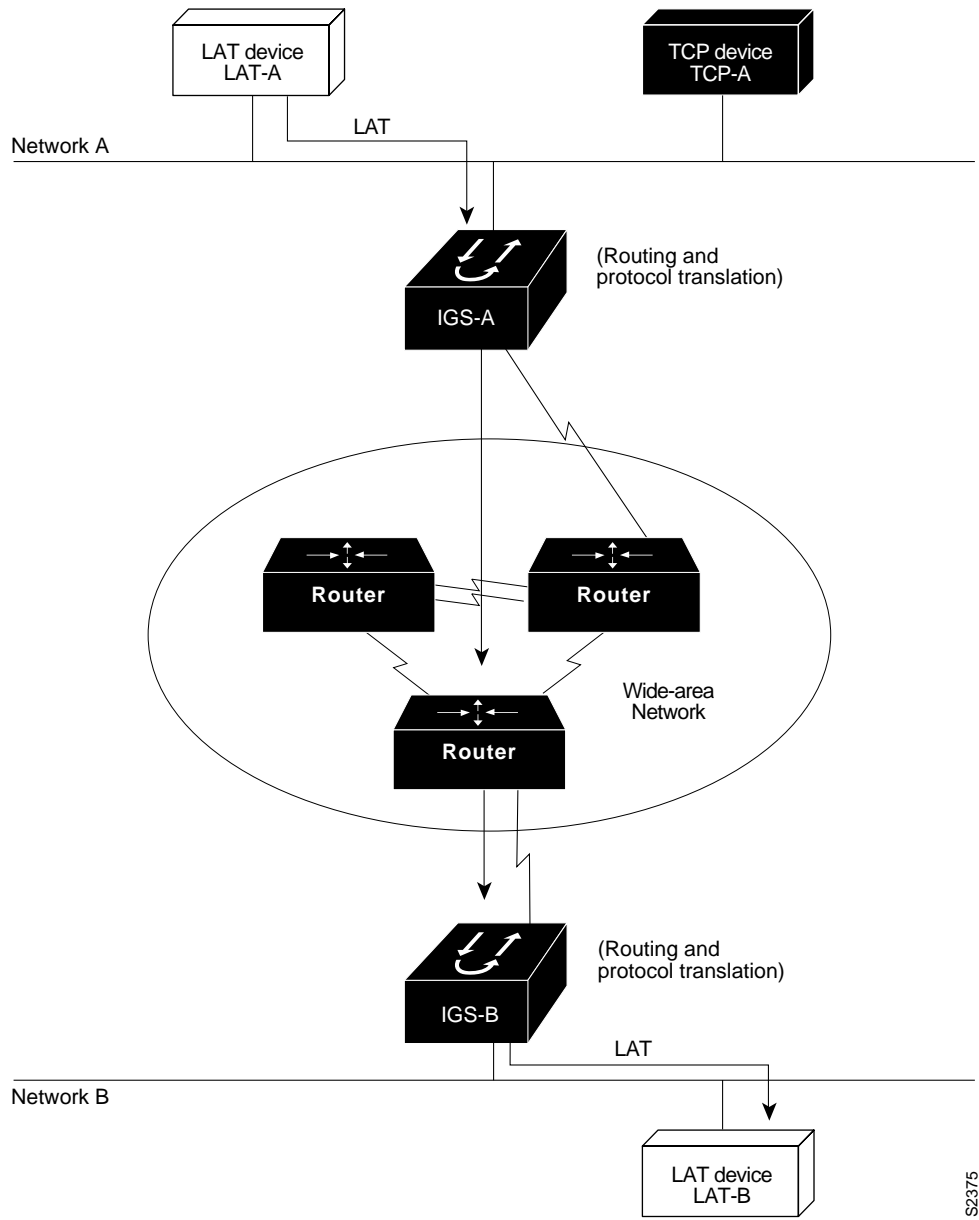 LAT device
LAT-A
TCP device
TCP-A
LAT
Network A
(Routing and
protocol translation)
IGS-A
Router
Router
Wide-area
Network
Router
(Routing and
protocol translation)
IGS-B
LAT
Network B
LAT device
LAT-B
S2375